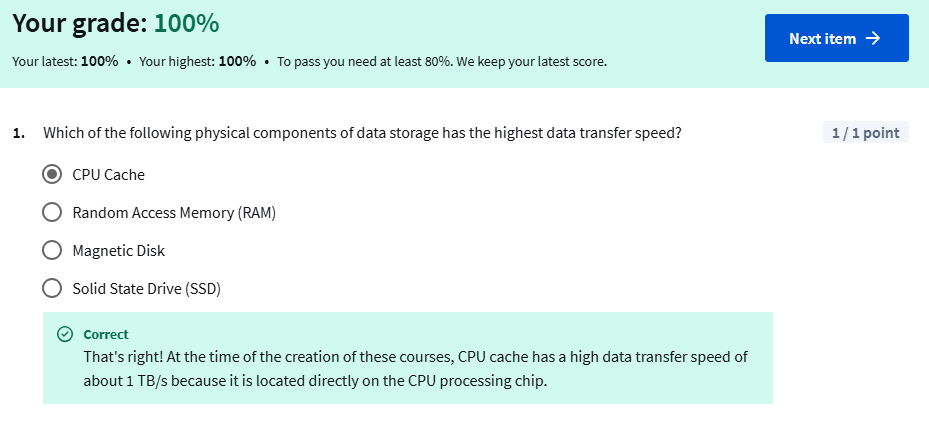 Your grade: 100%
Next item →
Your latest: 100% • Your highest: 100% • To pass you need at least 80%. We keep your latest score.
1. Which of the following physical components of data storage has the highest data transfer speed?
1 / 1 point
CPU Cache
Random Access Memory (RAM)
Magnetic Disk
Solid State Drive (SSD)
Correct
That's right! At the time of the creation of these courses, CPU cache has a high data transfer speed of
about 1 TB/s because it is located directly on the CPU processing chip.